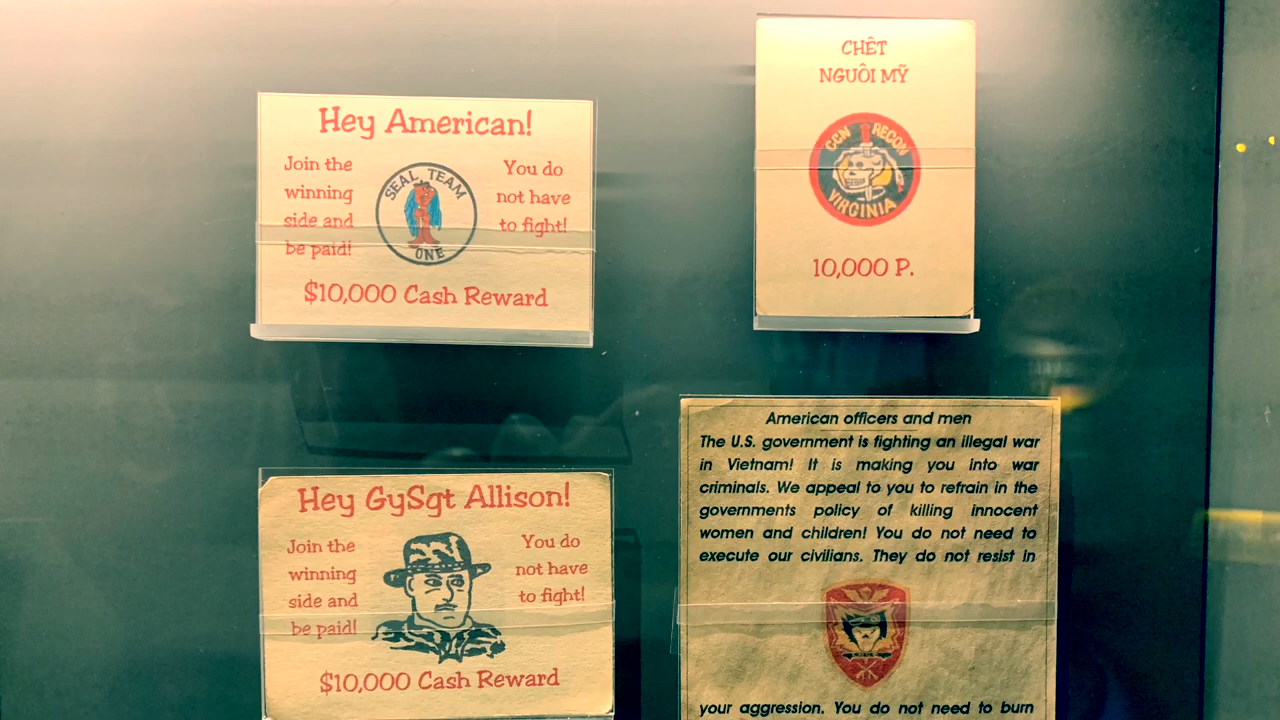 Hey American!
Join the
winning
side and
be paid!
SEAL TEAM
ONE
You do
not have
to fight!
$10,000 Cash Reward
CHÊT
NGUÔI MỸ
CCN RECON
VIRGINIA
10,000 P.
Hey GySgt Allison!
Join the
winning
side and
be paid!
You do
not have
to fight!
$10,000 Cash Reward
American officers and men
The U.S. government is fighting an illegal war
in Vietnam! It is making you into war
criminals. We appeal to you to refrain in the
governments policy of killing innocent
women and children! You do not need to
execute our civilians. They do not resist in
your aggression. You do not need to burn